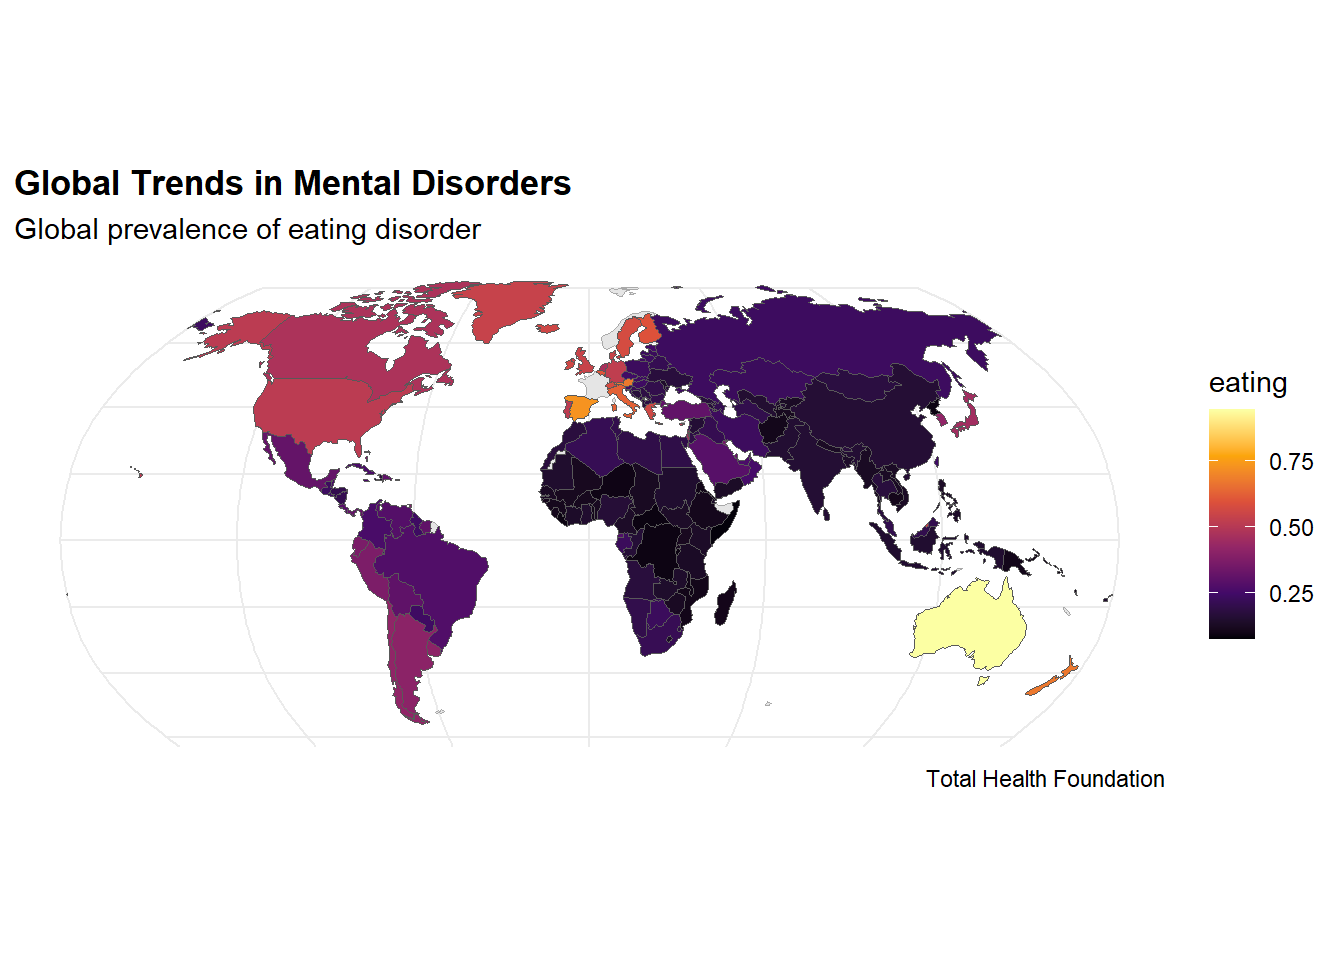 Global Trends in Mental Disorders
Global prevalence of eating disorder
eating
0.75
0.50
0.25
Total Health Foundation